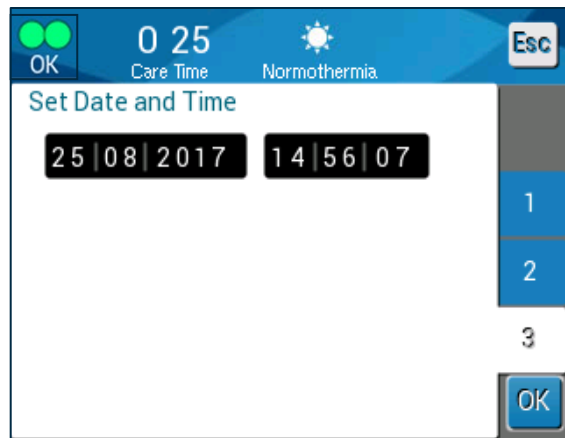 OK
0 25
Care Time
Normothermia
Esc
Set Date and Time
25|08|2017
14|56|07
1
2
3
OK